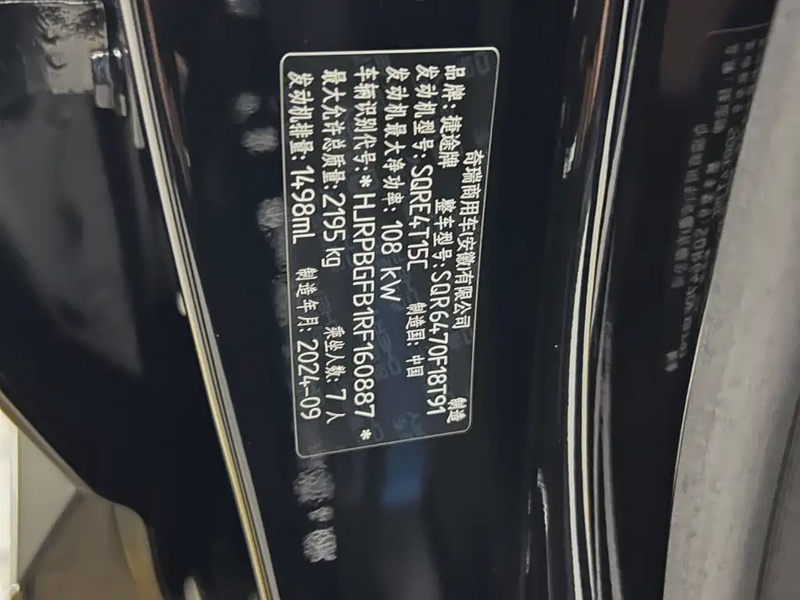 奇瑞商用车(安徽)有限公司 制造
品牌: 捷途牌 整车型号: SQR6470F18T91
发动机型号: SQRE4T15C 制造国: 中国
发动机最大净功率: 108 kW
车辆识别代号: *HJRPBGFB1RF160887*
最大允许总质量: 2195 kg 乘坐人数: 7 人
发动机排量: 1498ml 制造年月: 2024-09